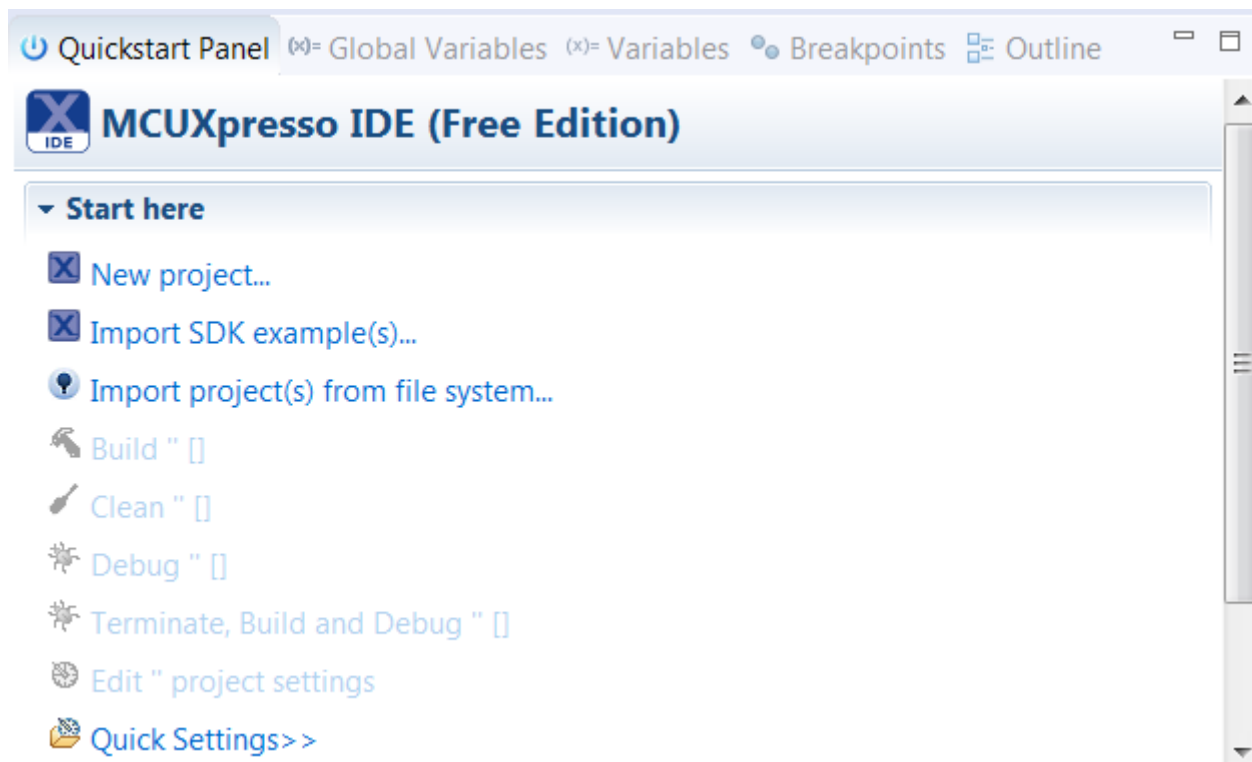 Quickstart Panel (x)= Global Variables (x)= Variables Breakpoints Outline
IDE MCUXpresso IDE (Free Edition)
Start here
New project...
Import SDK example(s)...
Import project(s) from file system...
Build '' []
Clean '' []
Debug '' []
Terminate, Build and Debug '' []
Edit '' project settings
Quick Settings>>